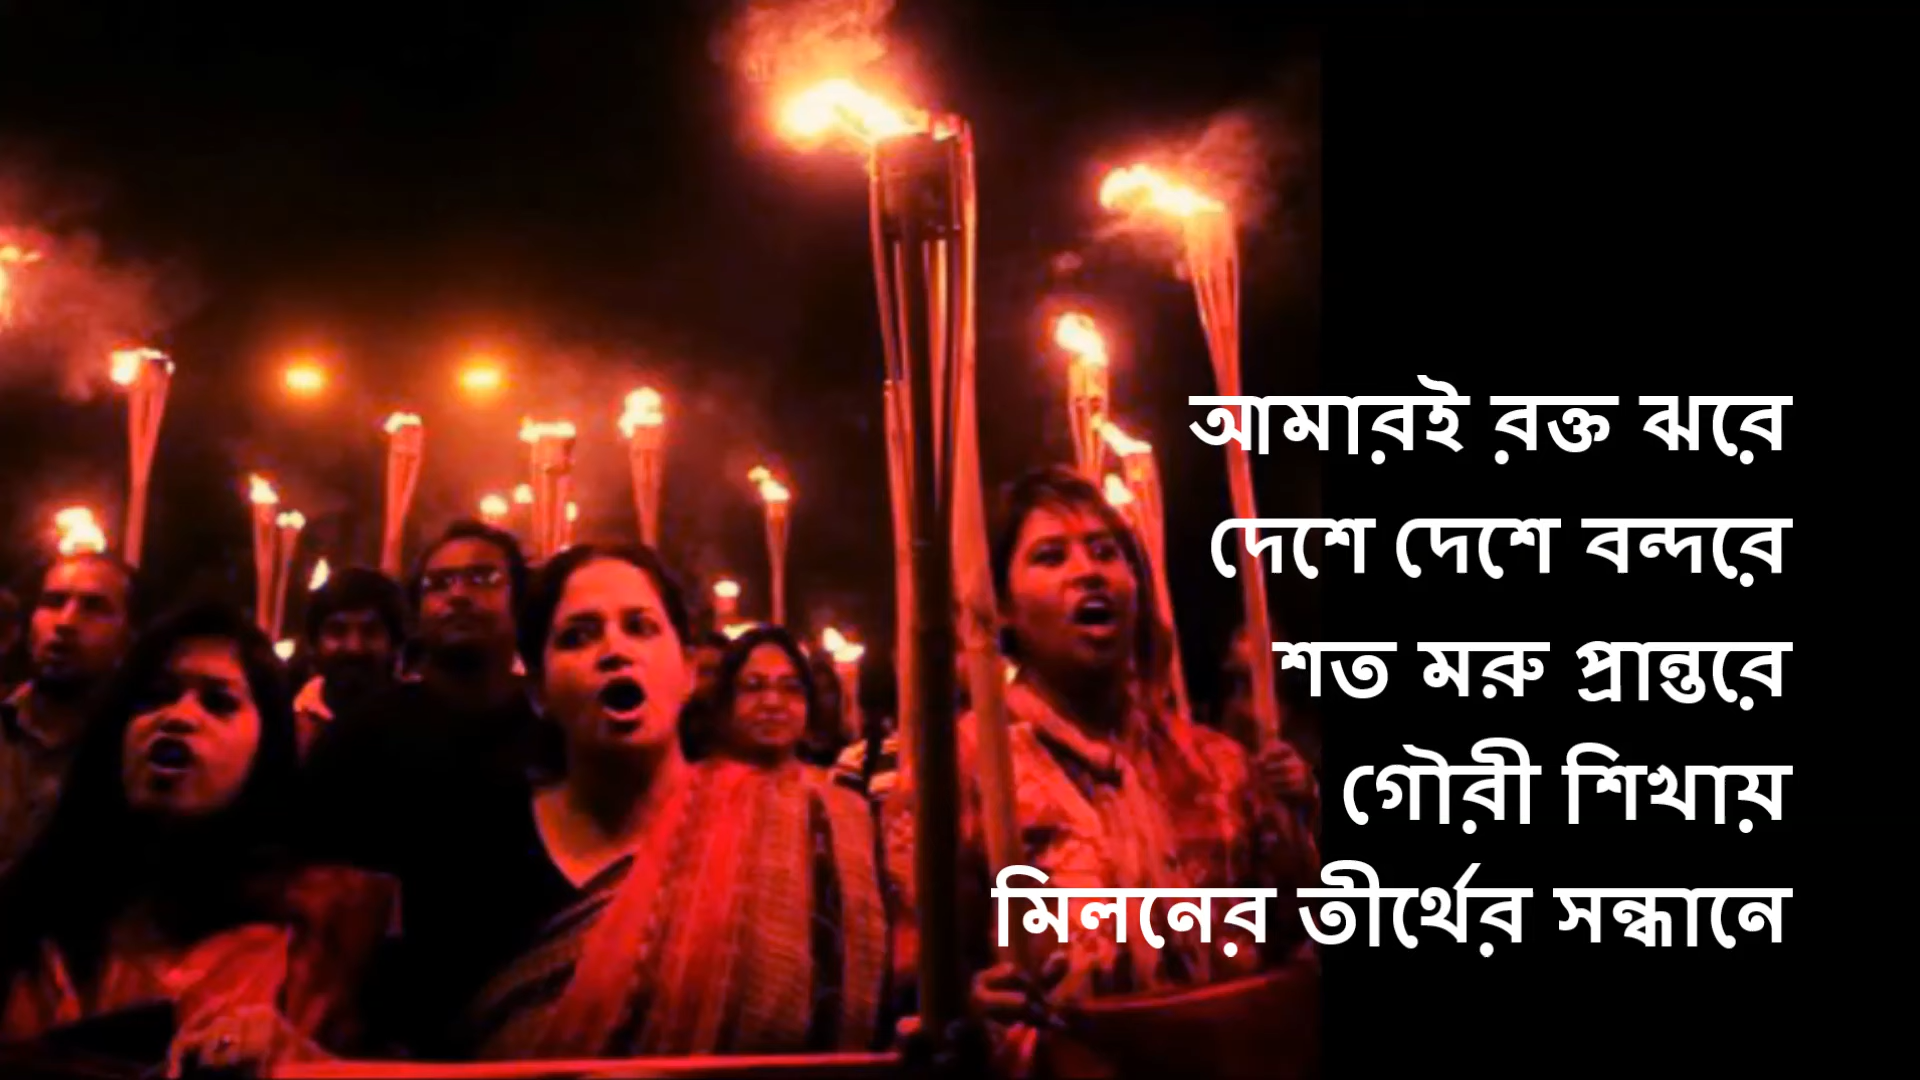 আমারই রক্ত ঝরে
দেশে দেশে বন্দরে
শত মরু প্রান্তরে
গৌরী শিখায়
মিলনের তীর্থের সন্ধানে